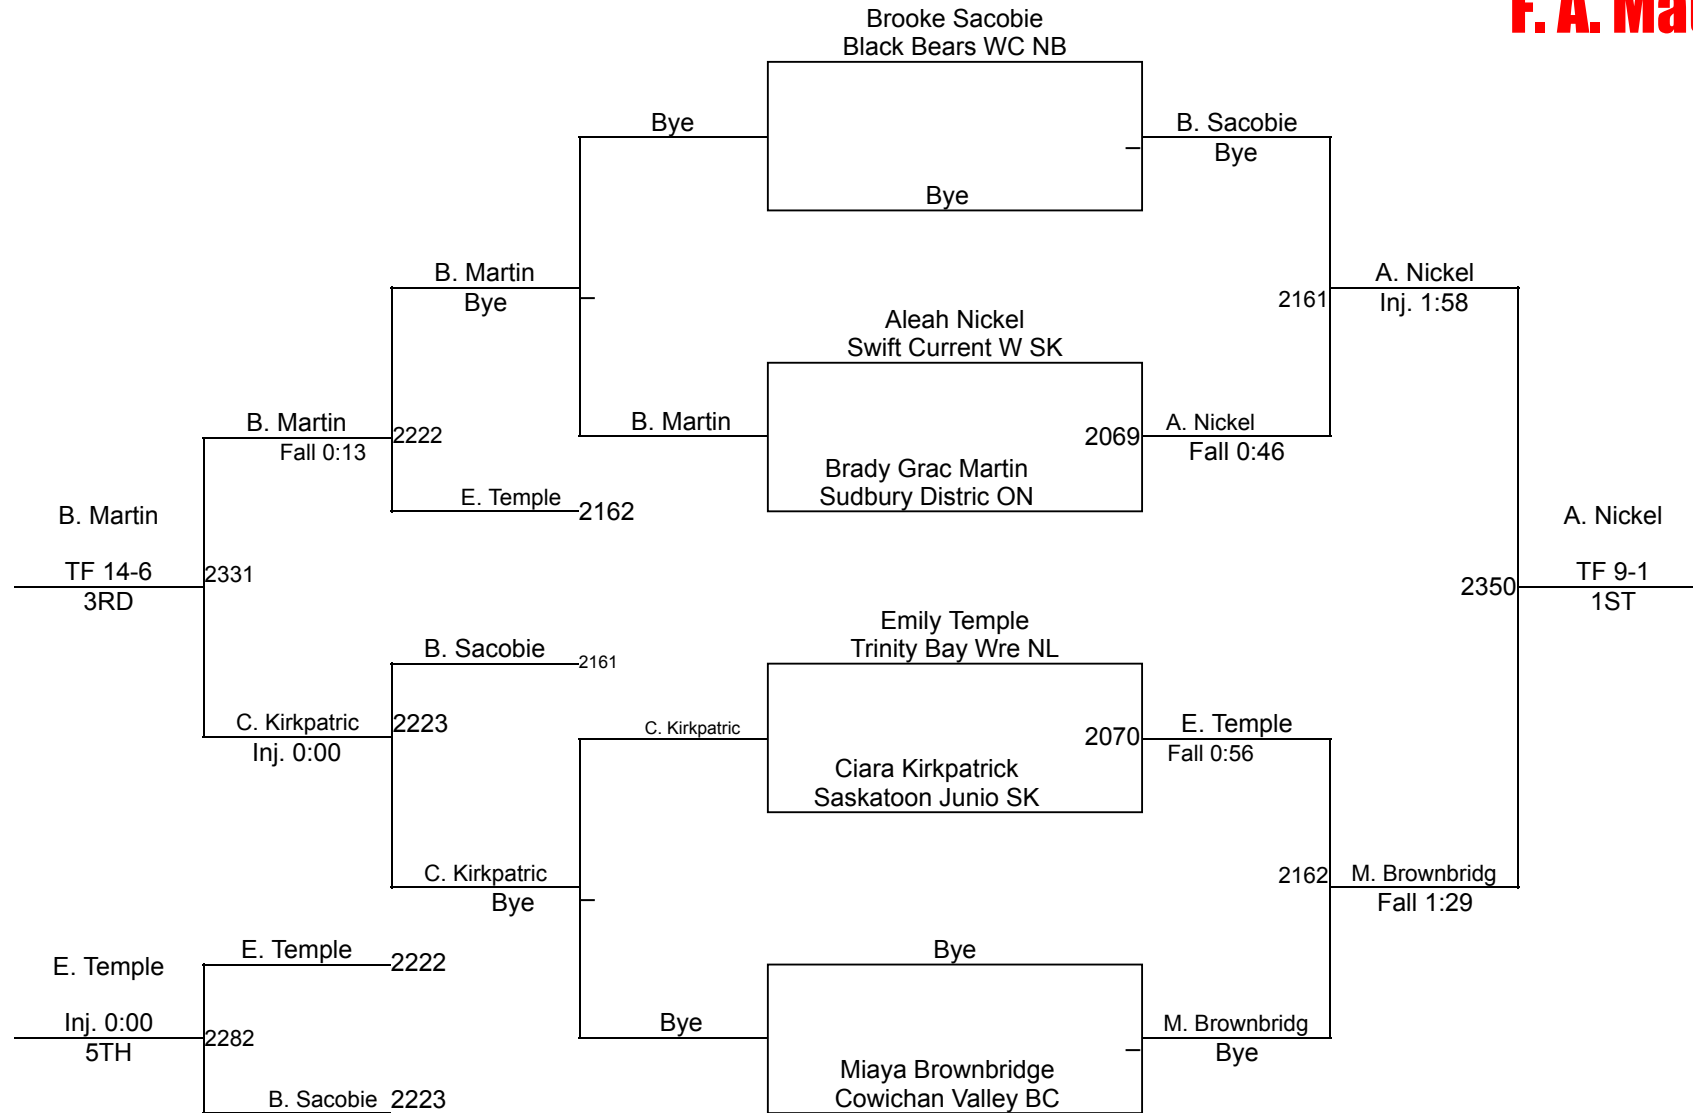 F. A. Ma
Brooke Sacobie
Black Bears WC NB
Bye
B. Sacobie
Bye
Bye
B. Martin
Bye
A. Nickel
2161
Inj. 1:58
Aleah Nickel
Swift Current W SK
B. Martin
Fall 0:13
2222
B. Martin
2069
A. Nickel
Fall 0:46
Brady Grac Martin
Sudbury Distric ON
E. Temple
2162
B. Martin
TF 14-6
3RD
2331
A. Nickel
2350
TF 9-1
1ST
Emily Temple
Trinity Bay Wre NL
B. Sacobie
2161
C. Kirkpatric
Inj. 0:00
2223
C. Kirkpatric
2070
E. Temple
Fall 0:56
Ciara Kirkpatrick
Saskatoon Junio SK
C. Kirkpatric
Bye
2162
M. Brownbridg
Fall 1:29
E. Temple
2222
Bye
E. Temple
Inj. 0:00
5TH
2282
Bye
M. Brownbridg
Bye
Miaya Brownbridge
Cowichan Valley BC
B. Sacobie
2223